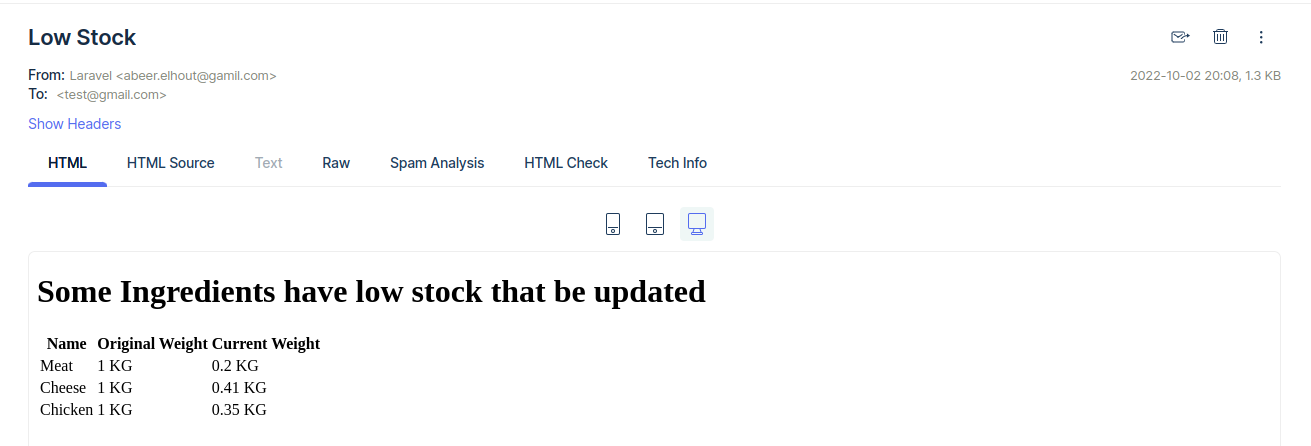 Low Stock
From: Laravel <abeer.elhout@gamil.com>
2022-10-02 20:08, 1.3 KB
To: <test@gmail.com>
Show Headers
HTML HTML Source Text Raw Spam Analysis HTML Check Tech Info
Some Ingredients have low stock that be updated
Name Original Weight Current Weight
Meat 1 KG 0.2 KG
Cheese 1 KG 0.41 KG
Chicken 1 KG 0.35 KG